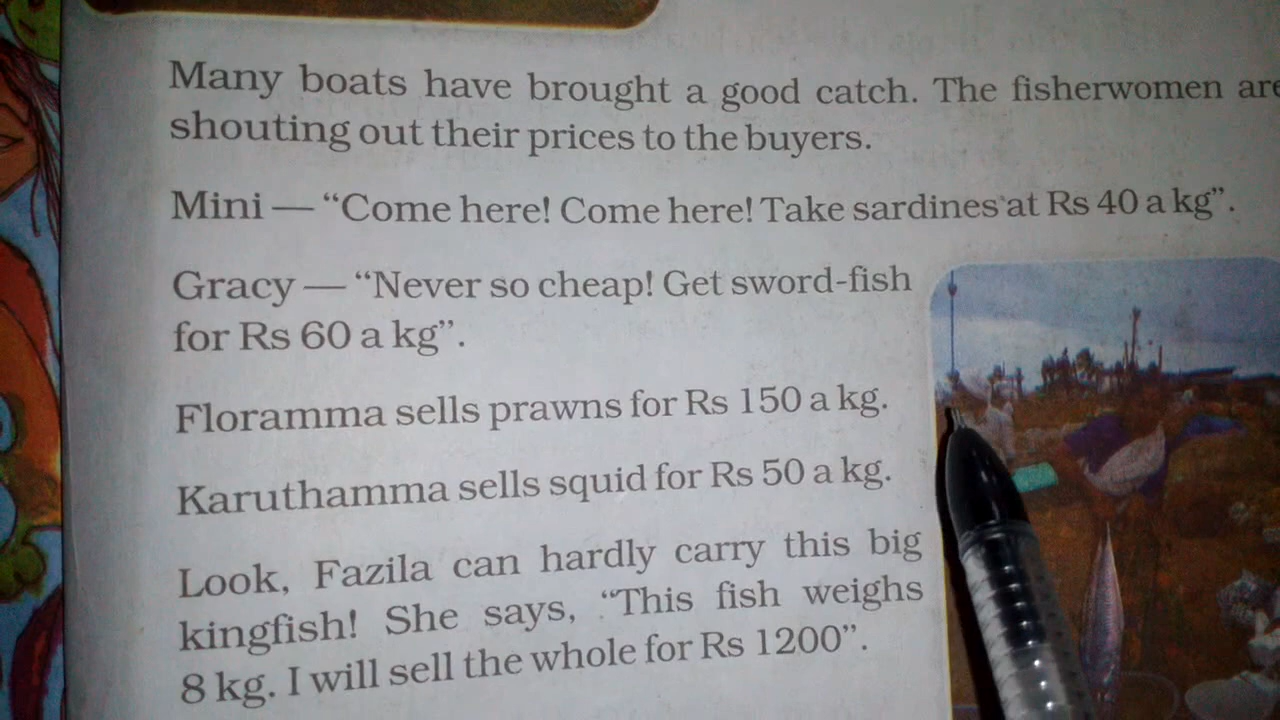 Many boats have brought a good catch. The fisherwomen are
shouting out their prices to the buyers.
Mini — “Come here! Come here! Take sardines at Rs 40 a kg”.
Gracy — “Never so cheap! Get sword-fish
for Rs 60 a kg”.
Floramma sells prawns for Rs 150 a kg.
Karuthamma sells squid for Rs 50 a kg.
Look, Fazila can hardly carry this big
kingfish! She says, “This fish weighs
8 kg. I will sell the whole for Rs 1200”.